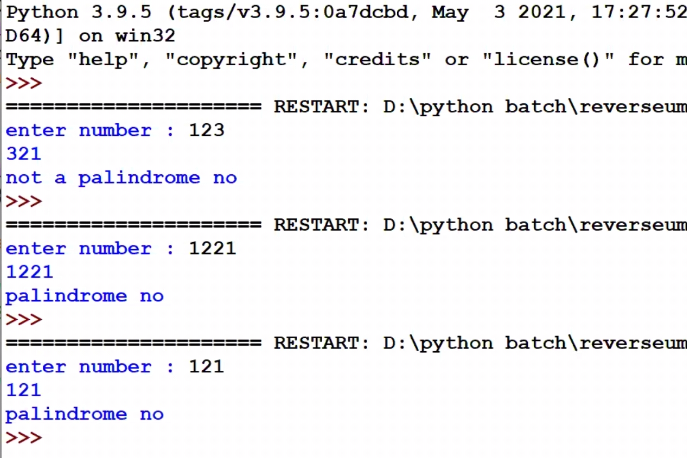 Python 3.9.5 (tags/v3.9.5:0a7dcbd, May  3 2021, 17:27:52
D64)] on win32
Type "help", "copyright", "credits" or "license()" for m
>>>
===================== RESTART: D:\python batch\reverseum
enter number : 123
321
not a palindrome no
>>>
===================== RESTART: D:\python batch\reverseum
enter number : 1221
1221
palindrome no
>>>
===================== RESTART: D:\python batch\reverseum
enter number : 121
121
palindrome no
>>>